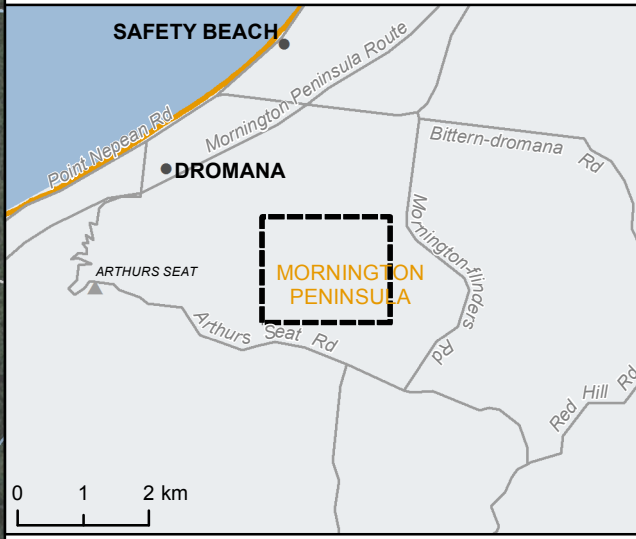 SAFETY BEACH
Mornington Peninsula Route
Point Nepean Rd
Bittern-dromana Rd
DROMANA
Mornington-flinders Rd
ARTHURS SEAT
MORNINGTON
PENINSULA
Arthurs Seat Rd
Red Hill Rd
0 1 2 km